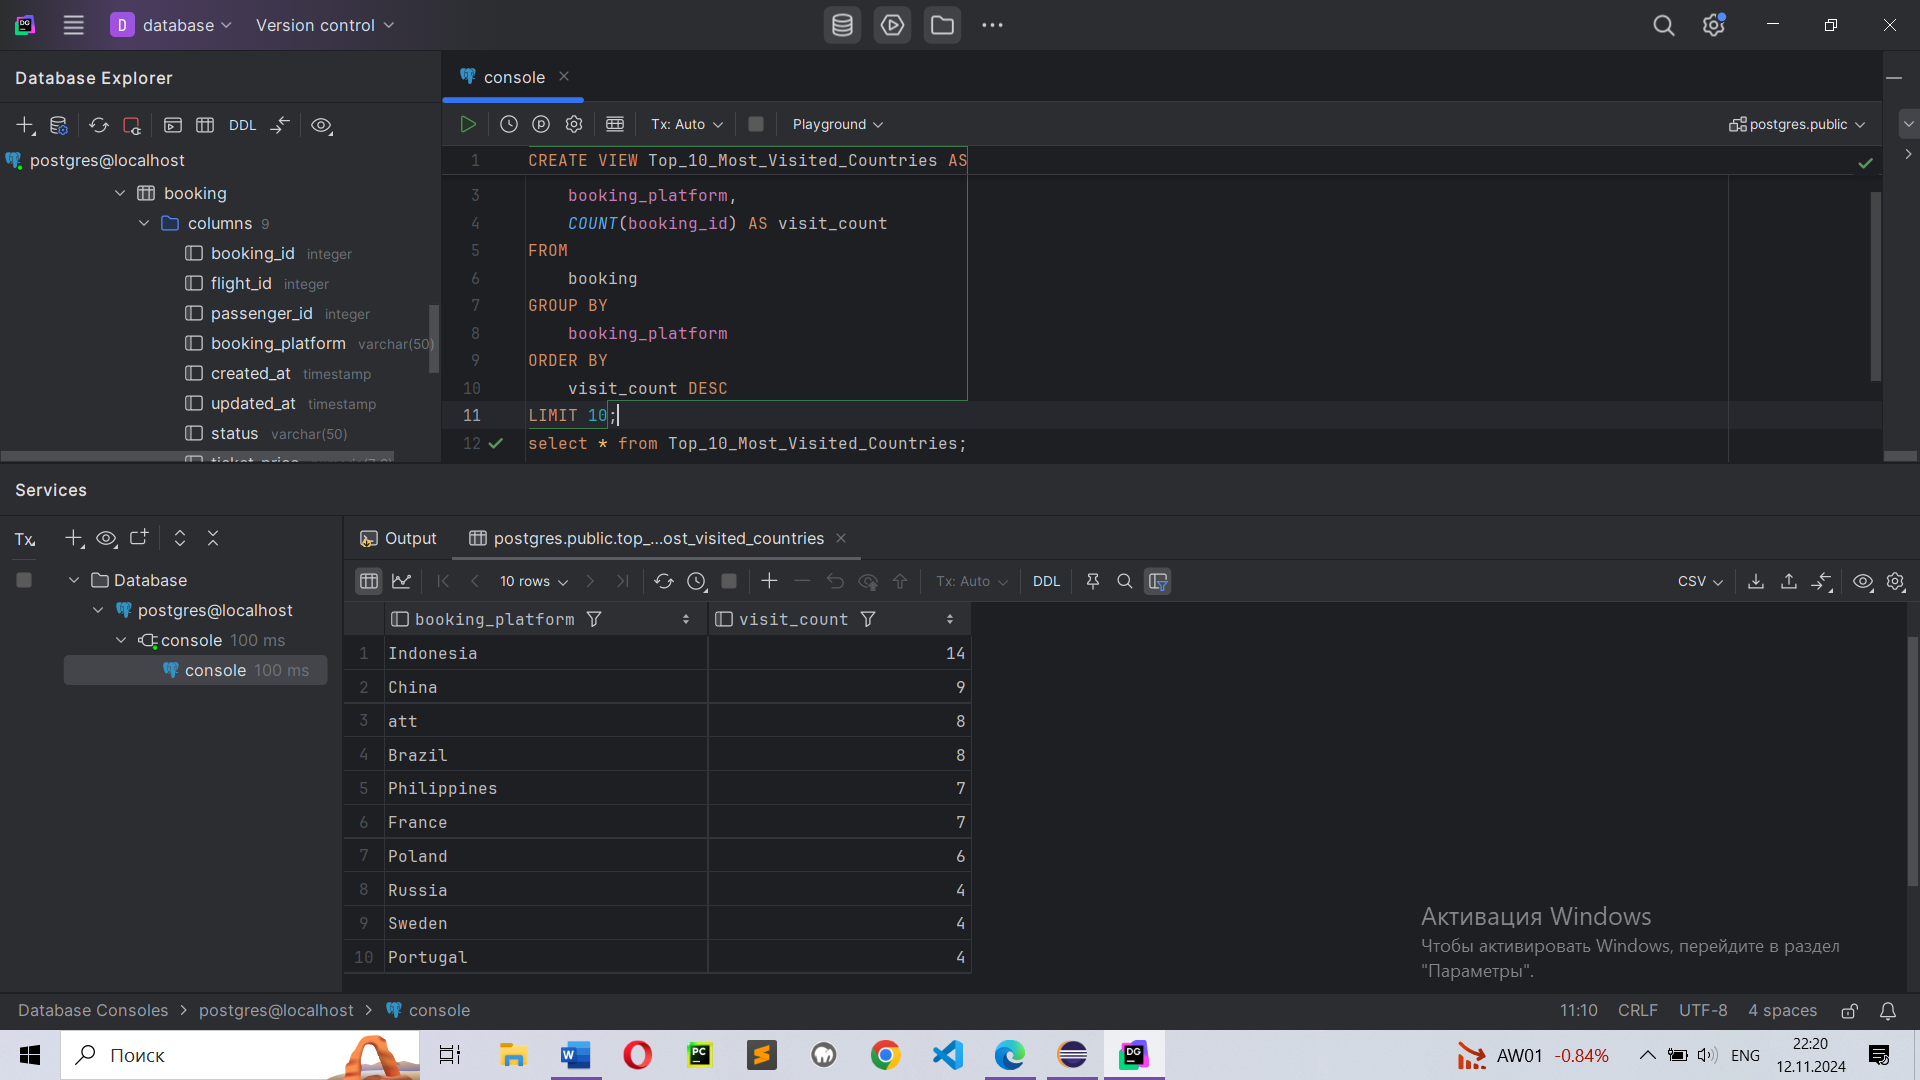 D database Version control
Database Explorer
console
DDL
Tx: Auto Playground postgres.public
postgres@localhost
booking
columns 9
booking_id integer
flight_id integer
passenger_id integer
booking_platform varchar(50)
created_at timestamp
updated_at timestamp
status varchar(50)
1 CREATE VIEW Top_10_Most_Visited_Countries AS
3 booking_platform,
4 COUNT(booking_id) AS visit_count
5 FROM
6 booking
7 GROUP BY
8 booking_platform
9 ORDER BY
10 visit_count DESC
11 LIMIT 10;
12 select * from Top_10_Most_Visited_Countries;
Services
Tx
Database
postgres@localhost
console 100 ms
console 100 ms
Output postgres.public.top_...ost_visited_countries
10 rows Tx: Auto DDL CSV
booking_platform visit_count
1 Indonesia 14
2 China 9
3 att 8
4 Brazil 8
5 Philippines 7
6 France 7
7 Poland 6
8 Russia 4
9 Sweden 4
10 Portugal 4
Активация Windows
Чтобы активировать Windows, перейдите в раздел
"Параметры".
Database Consoles > postgres@localhost > console
11:10 CRLF UTF-8 4 spaces
Поиск
AW01 -0.84%
ENG
22:20
12.11.2024